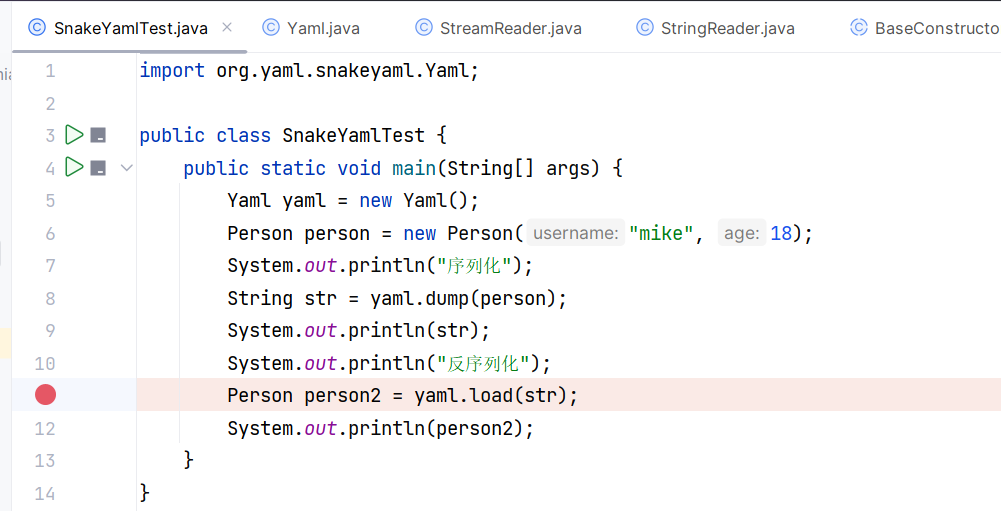 SnakeYamlTest.java × Yaml.java StreamReader.java StringReader.java BaseConstructo
1 import org.yaml.snakeyaml.Yaml;
2
3 public class SnakeYamlTest {
4 public static void main(String[] args) {
5 Yaml yaml = new Yaml();
6 Person person = new Person( username: "mike", age: 18);
7 System.out.println("序列化");
8 String str = yaml.dump(person);
9 System.out.println(str);
10 System.out.println("反序列化");
Person person2 = yaml.load(str);
12 System.out.println(person2);
13 }
14 }